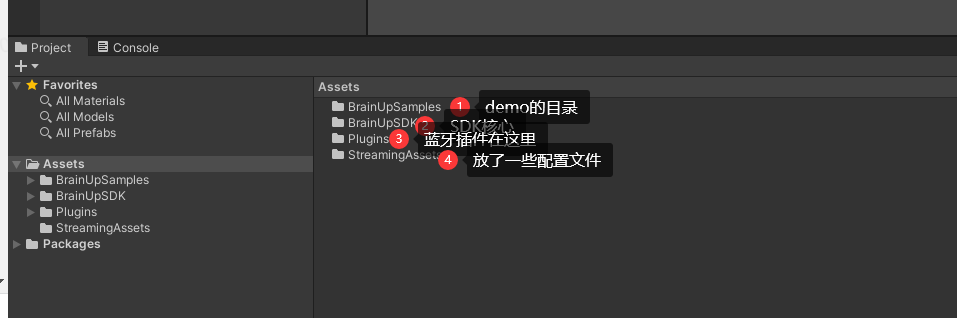 Project
Console
Favorites
All Materials
All Models
All Prefabs
Assets
BrainUpSamples
BrainUpSDK
Plugins
StreamingAssets
Packages
Assets
BrainUpSamples 1 demo的目录
BrainUpSDK 2 SDK核心
Plugins 3 蓝牙插件在这里
StreamingAssets 4 放了一些配置文件